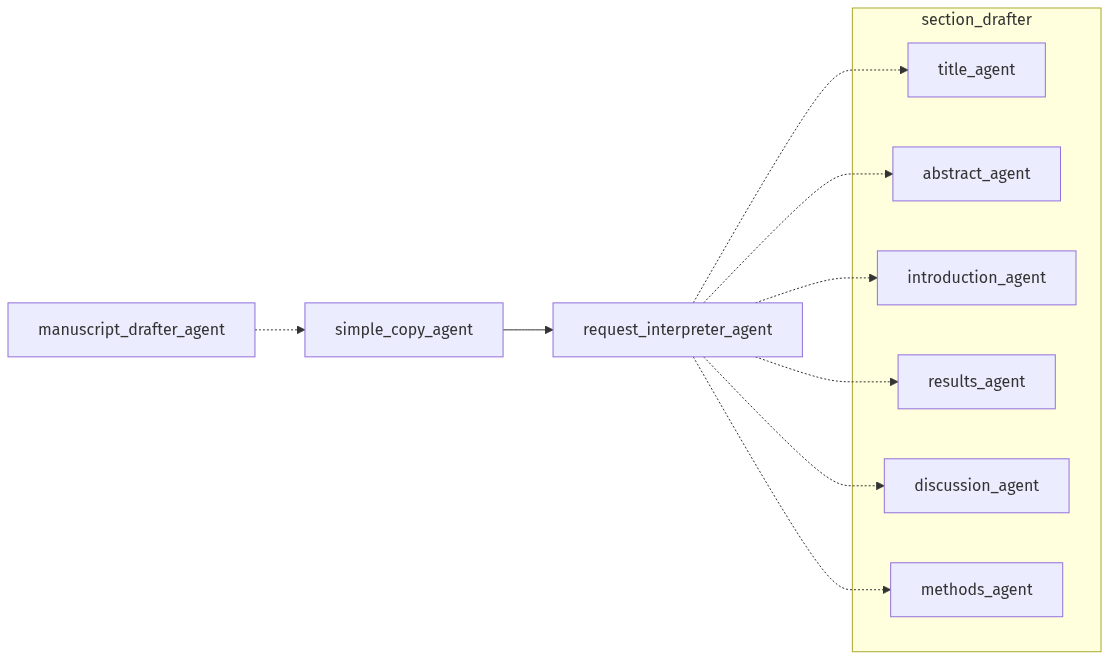 section_drafter
title_agent
abstract_agent
introduction_agent
manuscript_drafter_agent
simple_copy_agent
request_interpreter_agent
results_agent
discussion_agent
methods_agent